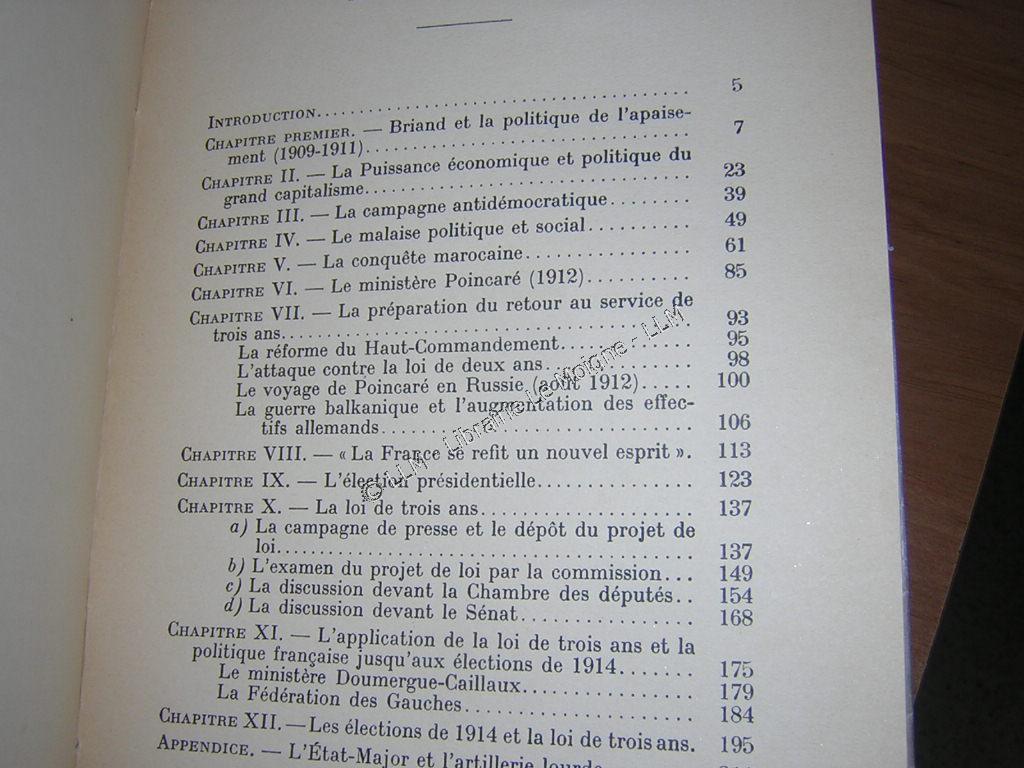 INTRODUCTION........................................ 5
CHAPITRE PREMIER. — Briand et la politique de l'apaise-
ment (1909-1911)................................ 7
CHAPITRE II. — La Puissance économique et politique du
grand capitalisme................................ 23
CHAPITRE III. — La campagne antidémocratique......... 39
CHAPITRE IV. — Le malaise politique et social.......... 49
CHAPITRE V. — La conquête marocaine............... 61
CHAPITRE VI. — Le ministère Poincaré (1912).......... 85
CHAPITRE VII. — La préparation du retour au service de
trois ans........................................ 93
La réforme du Haut-Commandement............. 95
L'attaque contre la loi de deux ans............... 98
Le voyage de Poincaré en Russie (août 1912)..... 100
La guerre balkanique et l'augmentation des effec-
tifs allemands................................ 106
CHAPITRE VIII. — « La France se refit un nouvel esprit ». 113
CHAPITRE IX. — L'élection présidentielle.............. 123
CHAPITRE X. — La loi de trois ans.................... 137
a) La campagne de presse et le dépôt du projet de
loi.......................................... 137
b) L'examen du projet de loi par la commission... 149
c) La discussion devant la Chambre des députés.. 154
d) La discussion devant le Sénat................. 168
CHAPITRE XI. — L'application de la loi de trois ans et la
politique française jusqu'aux élections de 1914....... 175
Le ministère Doumergue-Caillaux................ 179
La Fédération des Gauches...................... 184
CHAPITRE XII. — Les élections de 1914 et la loi de trois ans. 195
APPENDICE. — L'État-Major et l'artillerie lourde
© LLM - Librairie Le Moigne - LLM